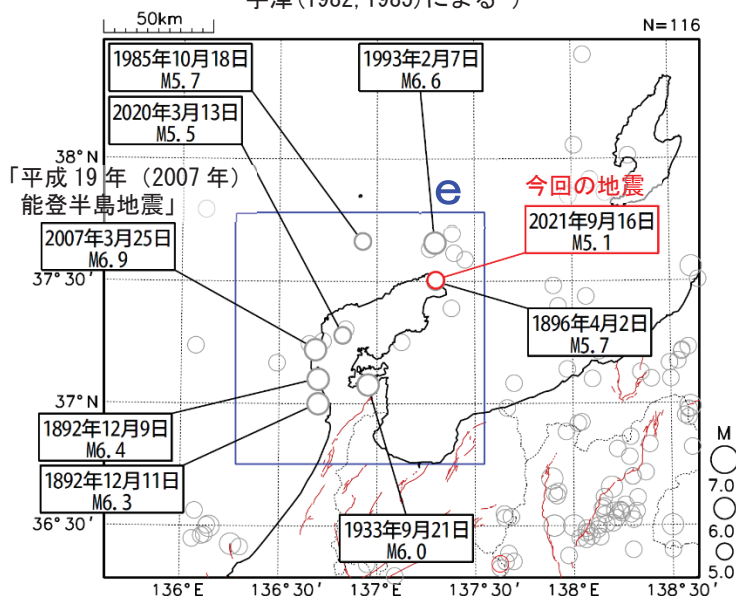 宇津(1982, 1985)による
50km
N=116
1985年10月18日
M5.7
1993年2月7日
M6.6
2020年3月13日
M5.5
38°N
「平成19年（2007年）
能登半島地震」
e
今回の地震
2021年9月16日
M5.1
2007年3月25日
M6.9
37°30′
1896年4月2日
M5.7
37°N
1892年12月9日
M6.4
M
1892年12月11日
M6.3
7.0
36°30′
1933年9月21日
M6.0
6.0
5.0
136°E
136°30′
137°E
137°30′
138°E
138°30′